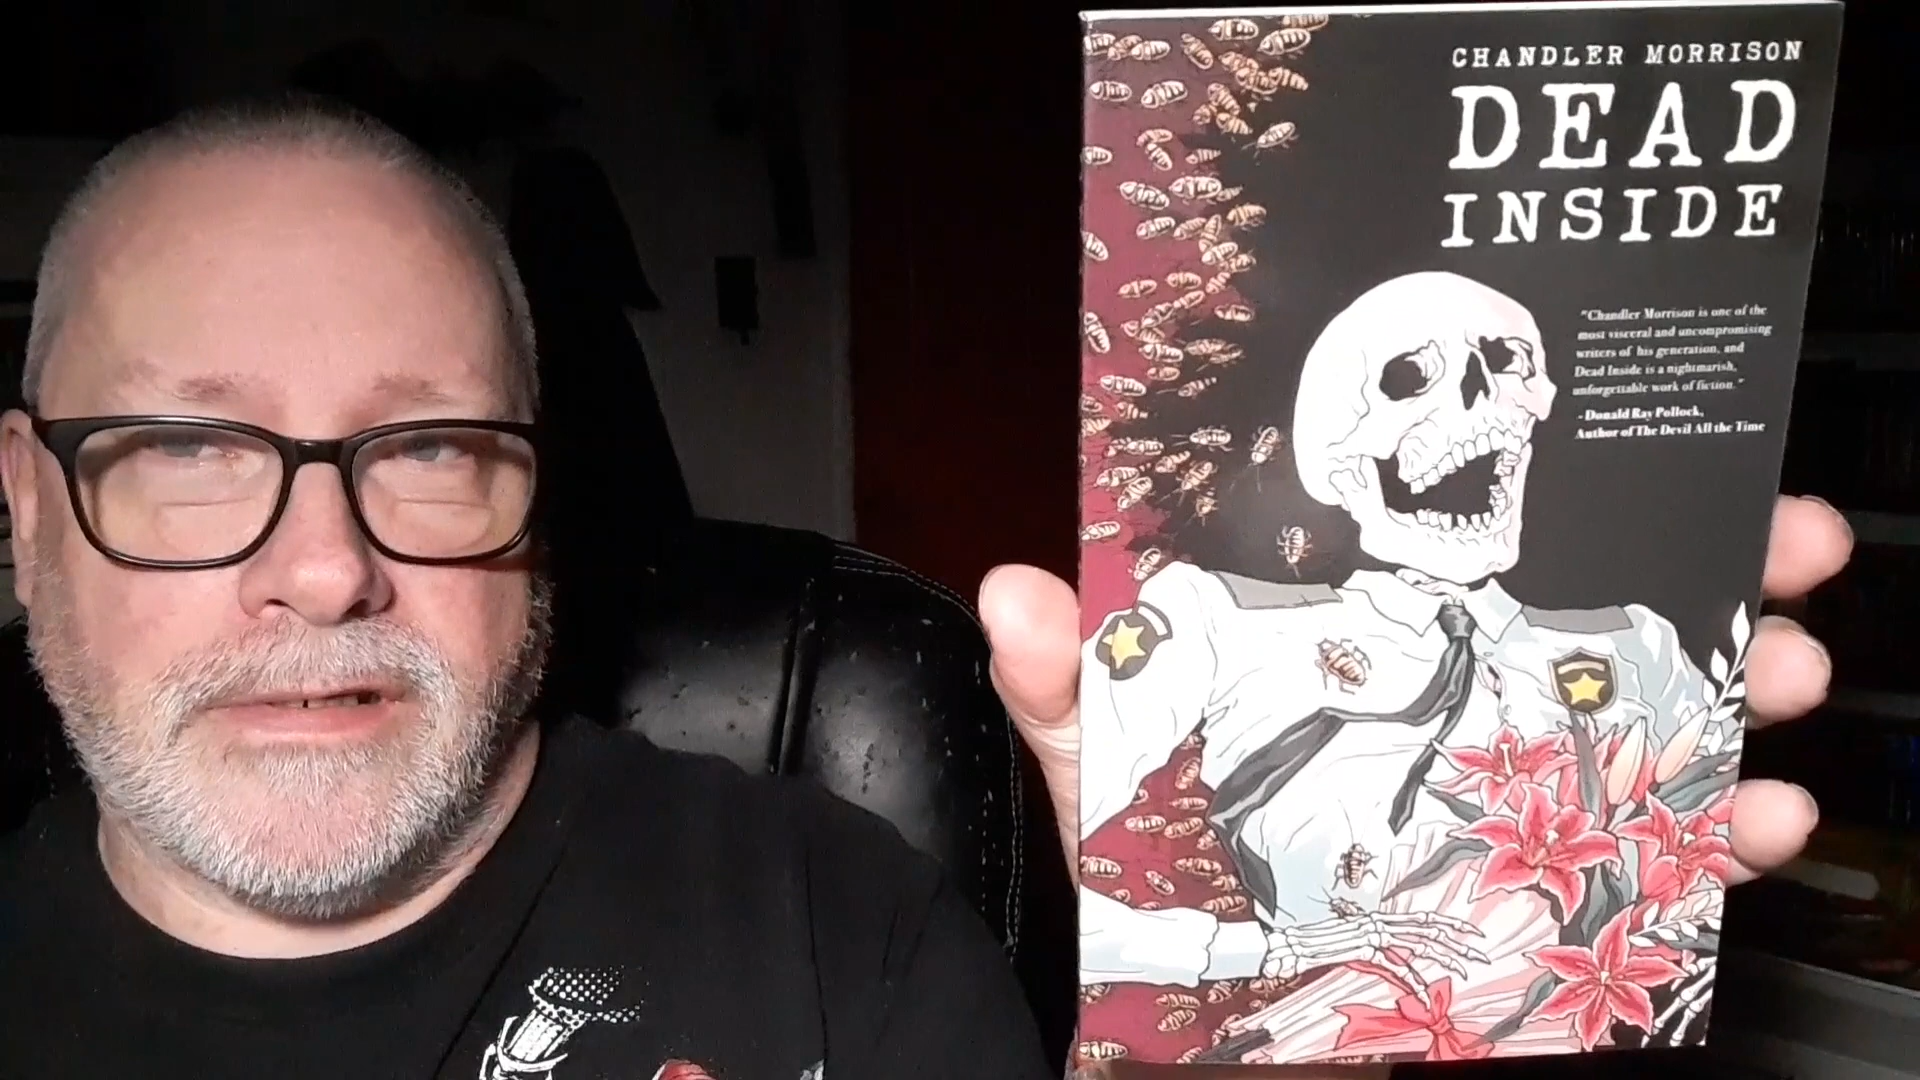 CHANDLER MORRISON
DEAD
INSIDE
"Chandler Morrison is one of the
most visceral and uncompromising
writers of his generation, and
Dead Inside is a nightmarish,
unforgettable work of fiction."
- Donald Ray Pollock,
Author of The Devil All the Time